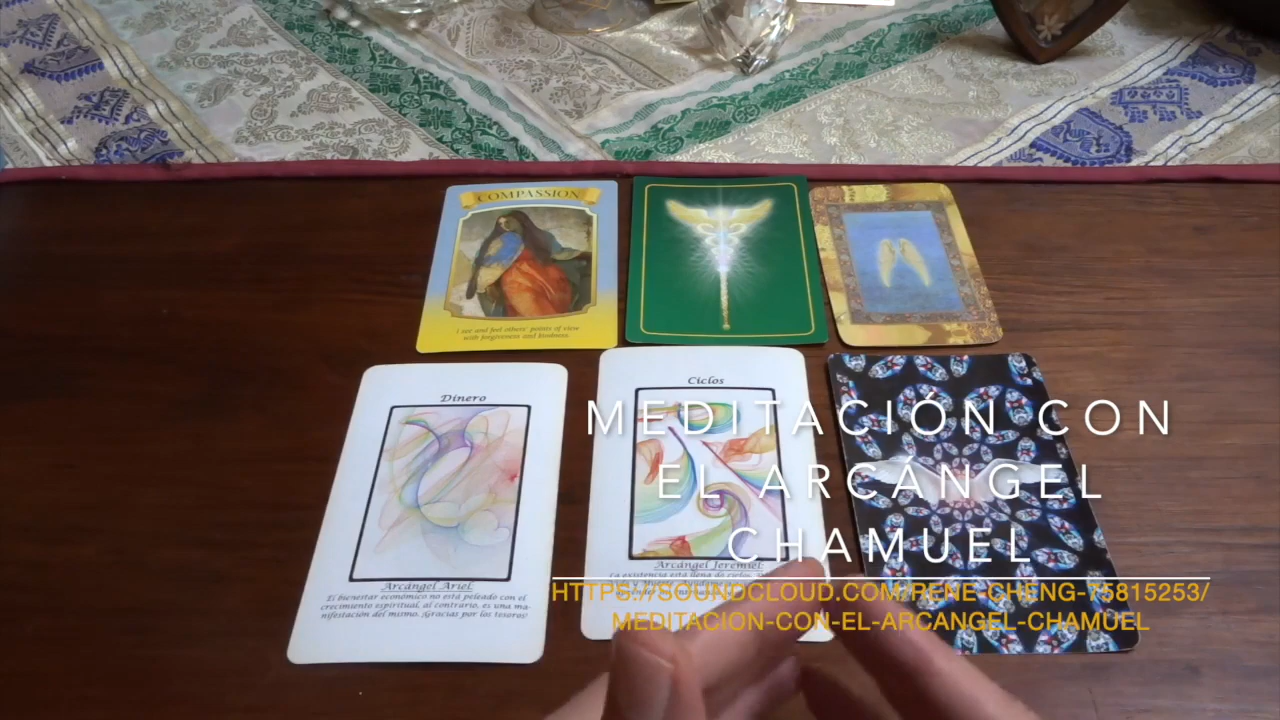 COMPASSION
I see and feel others' points of view
with forgiveness and kindness.
Dinero
Arcángel Ariel:
El bienestar económico no está peleado con el
crecimiento espiritual, al contrario, es una ma-
nifestación del mismo. ¡Gracias por los tesoros!
Ciclos
Arcángel Jeremiel:
La existencia está llena de ciclos,
MEDITACIÓN CON
EL ARCÁNGEL
CHAMUEL
HTTPS://SOUNDCLOUD.COM/RENE-CHENG-75815253/
MEDITACION-CON-EL-ARCANGEL-CHAMUEL